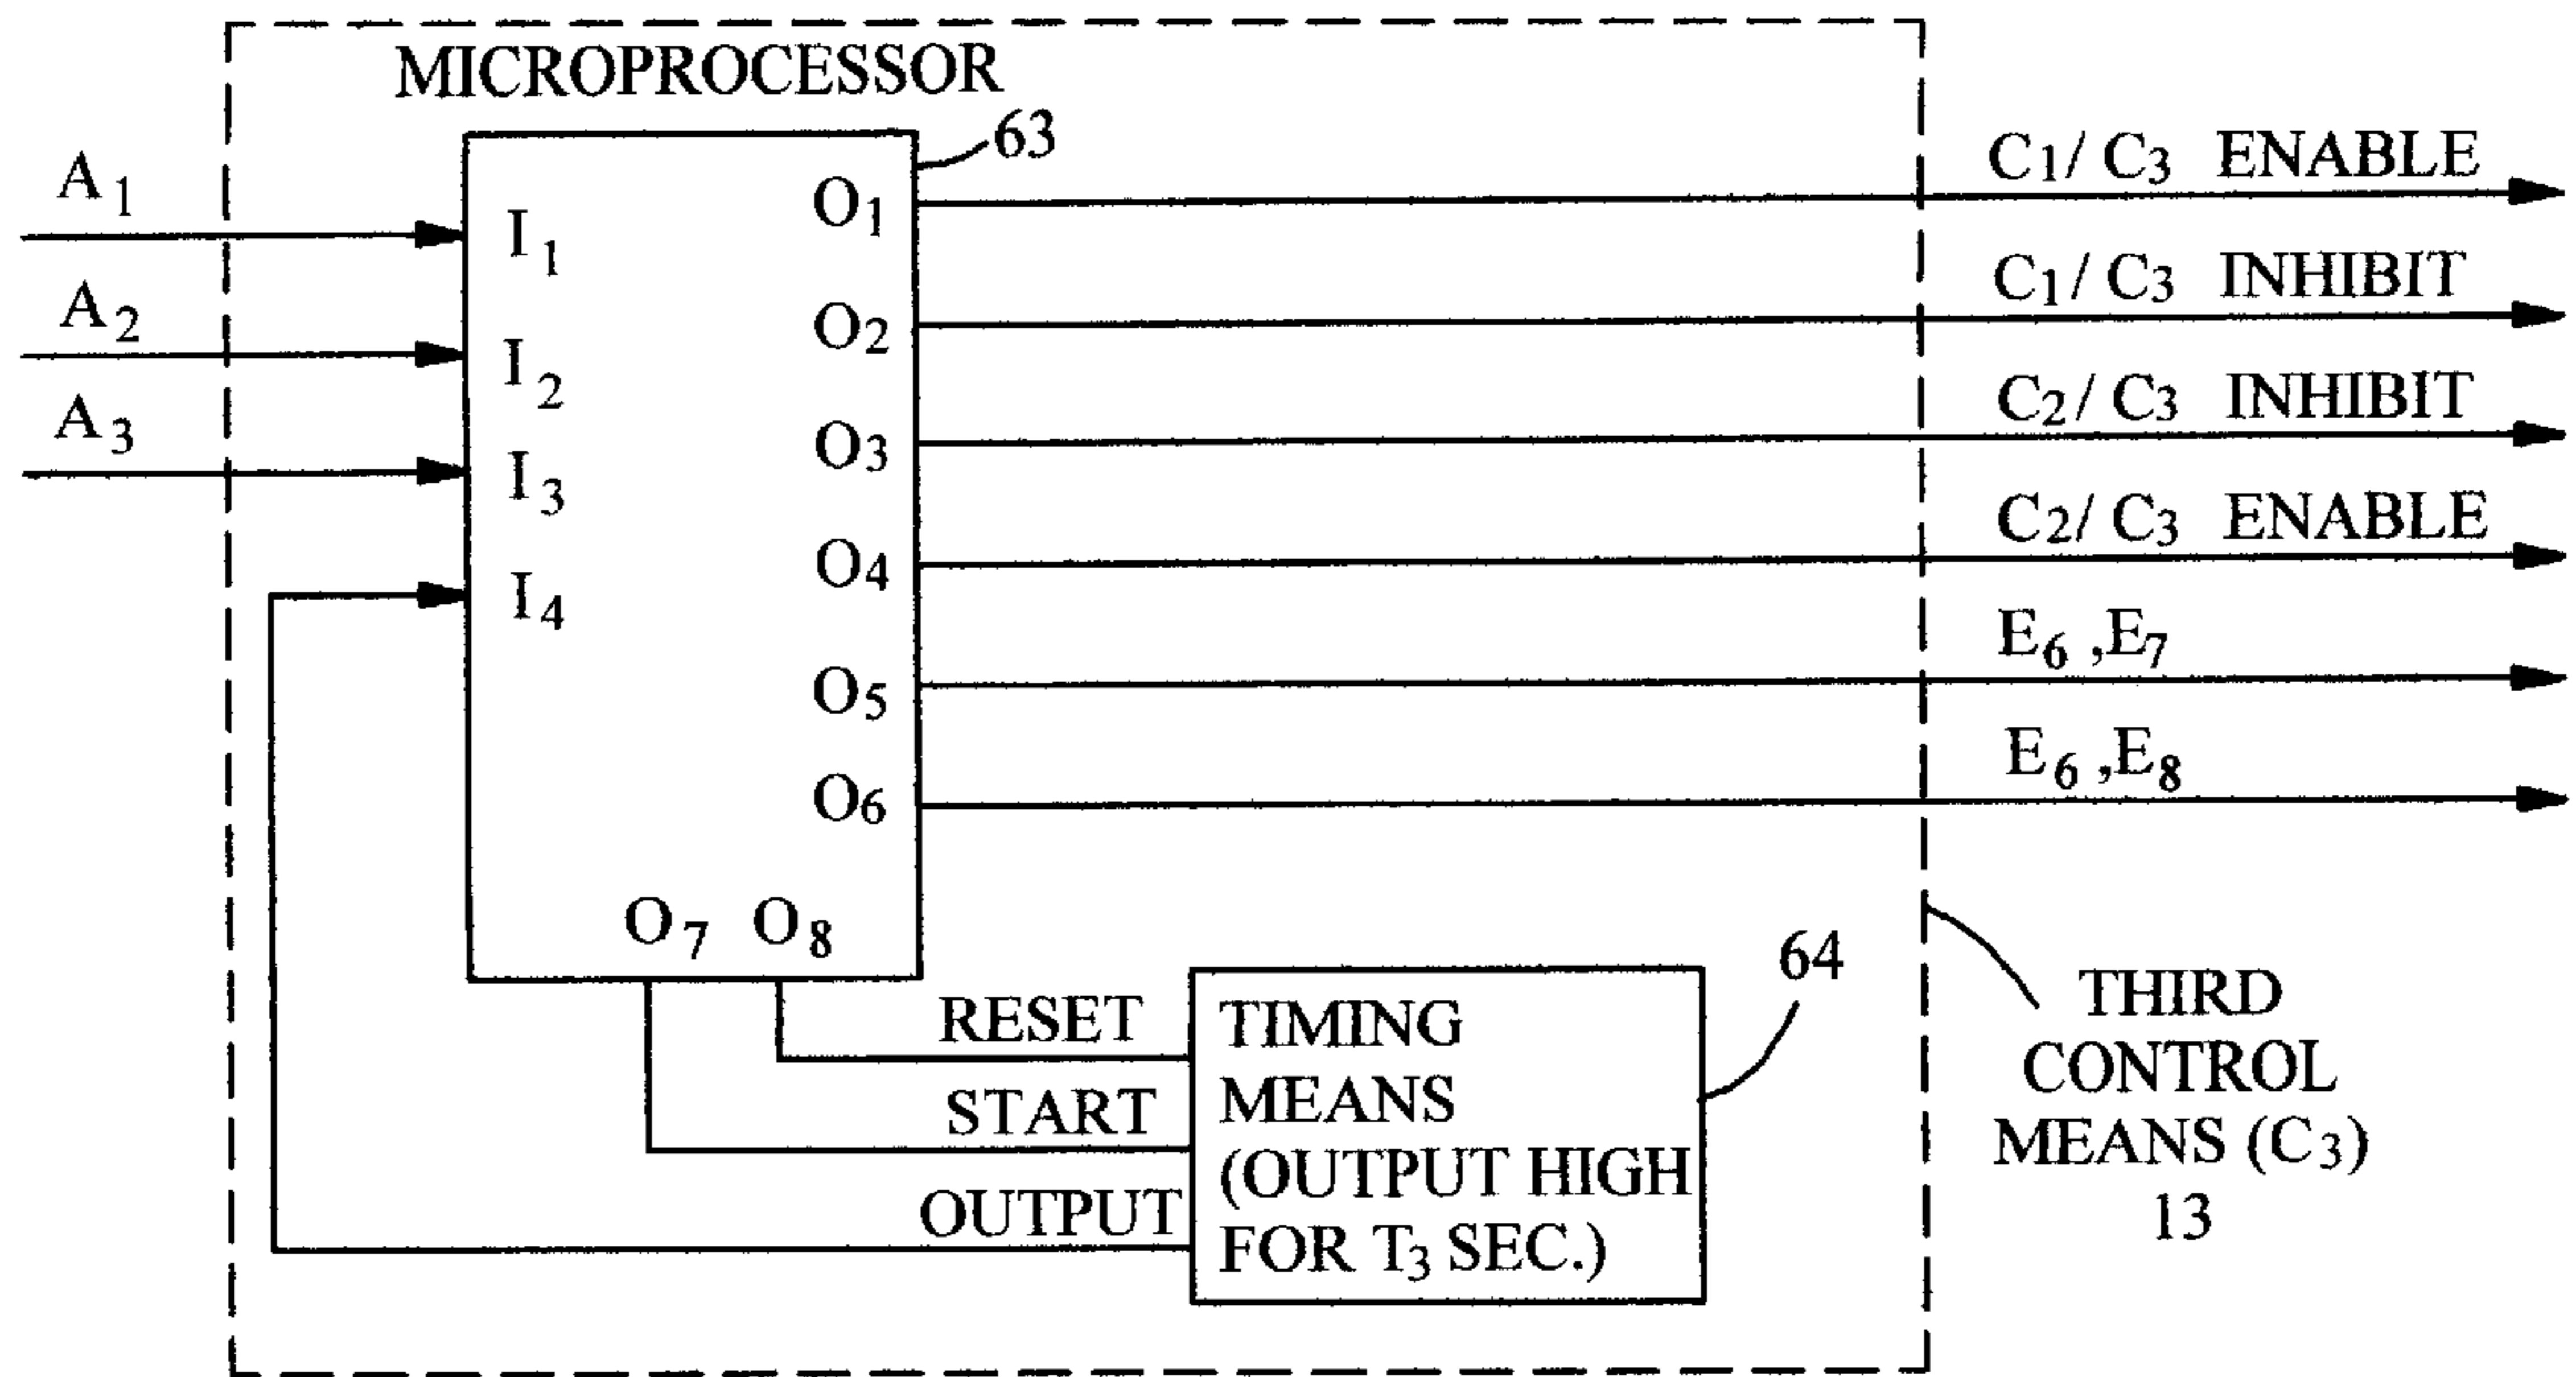 MICROPROCESSOR
63
A₁
A₂
A₃
I₁
I₂
I₃
I₄
O₁
O₂
O₃
O₄
O₅
O₆
O₇ O₈
C₁/ C₃ ENABLE
C₁/ C₃ INHIBIT
C₂/ C₃ INHIBIT
C₂/ C₃ ENABLE
E₆ ,E₇
E₆ ,E₈
RESET
START
OUTPUT
64
TIMING
MEANS
(OUTPUT HIGH
FOR T₃ SEC.)
THIRD
CONTROL
MEANS (C₃)
13